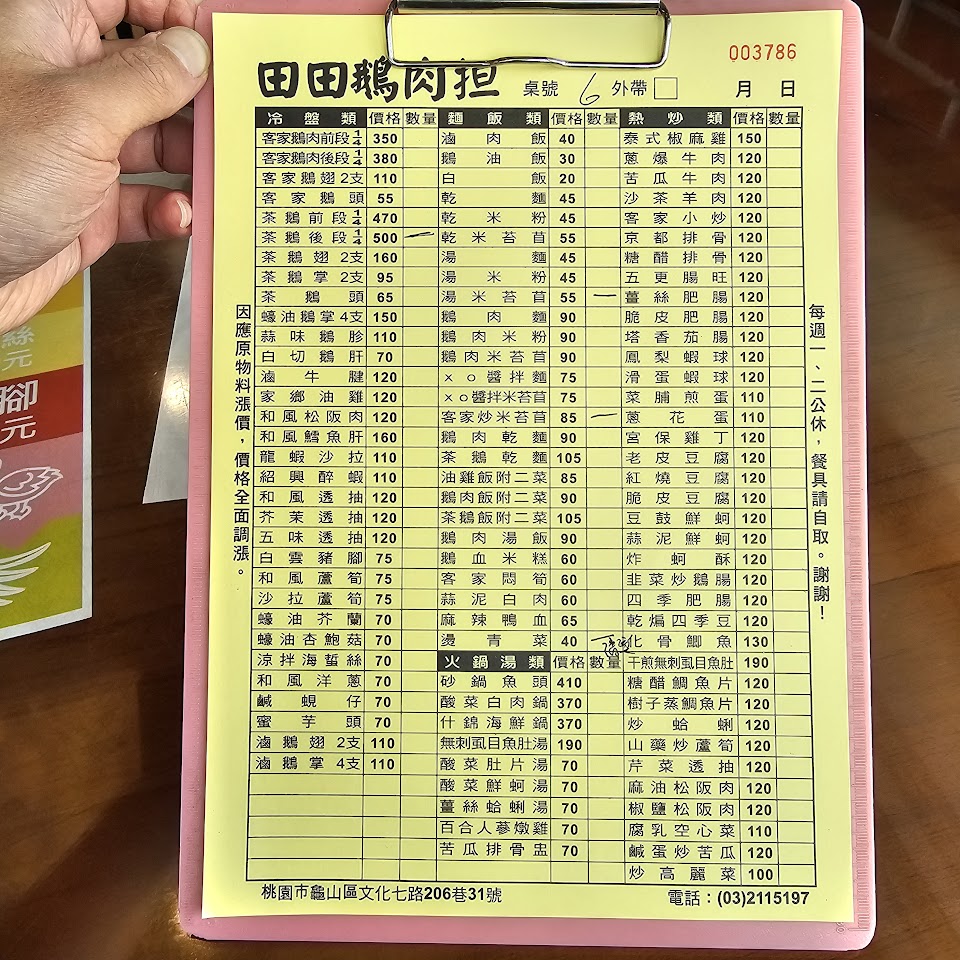 003786
田田鵝肉担 桌號 6 外帶 月 日
冷盤類 價格 數量 麵飯類 價格 數量 熱炒類 價格 數量
客家鵝肉前段1/4 350 滷肉飯 40 泰式椒麻雞 150
客家鵝肉後段1/4 380 鵝油飯 30 蔥爆牛肉 120
客家鵝翅2支 110 白飯 20 苦瓜牛肉 120
客家鵝頭 55 乾麵 45 沙茶羊肉 120
茶鵝前段1/4 470 乾米粉 45 客家小炒 120
茶鵝後段1/4 500 一 乾米苔苜 55 京都排骨 120
茶鵝翅2支 160 湯麵 45 糖醋排骨 120
茶鵝掌2支 95 湯米粉 45 五更腸旺 120
茶鵝頭 65 湯米苔苜 55 一 薑絲肥腸 120
蠔油鵝掌4支 150 鵝肉麵 90 脆皮肥腸 120
蒜味鵝胗 110 鵝肉米粉 90 塔香茄腸 120
白切鵝肝 70 鵝肉米苔苜 90 鳳梨蝦球 120
滷牛腱 120 xo醬拌麵 75 滑蛋蝦球 120
家鄉油雞 120 xo醬拌米苔苜 75 菜脯煎蛋 110
和風松阪肉 120 客家炒米苔苜 85 一 蔥花蛋 110
和風鱈魚肝 160 鵝肉乾麵 90 宮保雞丁 120
龍蝦沙拉 110 茶鵝乾麵 105 老皮豆腐 120
紹興醉蝦 110 油雞飯附二菜 85 紅燒豆腐 120
和風透抽 120 鵝肉飯附二菜 90 脆皮豆腐 120
芥茉透抽 120 茶鵝飯附二菜 105 豆鼓鮮蚵 120
五味透抽 120 鵝肉湯飯 90 蒜泥鮮蚵 120
白雲豬腳 75 鵝血米糕 60 炸蚵酥 120
和風蘆筍 75 客家悶筍 60 韭菜炒鵝腸 120
沙拉蘆筍 75 蒜泥白肉 60 四季肥腸 120
蠔油芥蘭 70 麻辣鴨血 65 乾煸四季豆 120
蠔油杏鮑菇 70 燙青菜 40 一 化骨鯽魚 130
涼拌海蜇絲 70 火鍋湯類 價格 數量 干煎無刺虱目魚肚 190
和風洋蔥 70 砂鍋魚頭 410 糖醋鯛魚片 120
鹹蜆仔 70 酸菜白肉鍋 370 樹子蒸鯛魚片 120
蜜芋頭 70 什錦海鮮鍋 370 炒蛤蜊 120
滷鵝翅2支 110 無刺虱目魚肚湯 190 山藥炒蘆筍 120
滷鵝掌4支 110 酸菜肚片湯 70 芹菜透抽 120
酸菜鮮蚵湯 70 麻油松阪肉 120
薑絲蛤蜊湯 70 椒鹽松阪肉 120
百合人蔘燉雞 70 腐乳空心菜 110
苦瓜排骨盅 70 鹹蛋炒苦瓜 120
炒高麗菜 100
因應原物料漲價，價格全面調漲。
每週一、二公休，餐具請自取。謝謝！
桃園市龜山區文化七路206巷31號 電話：(03)2115197
絲
元
腳
元